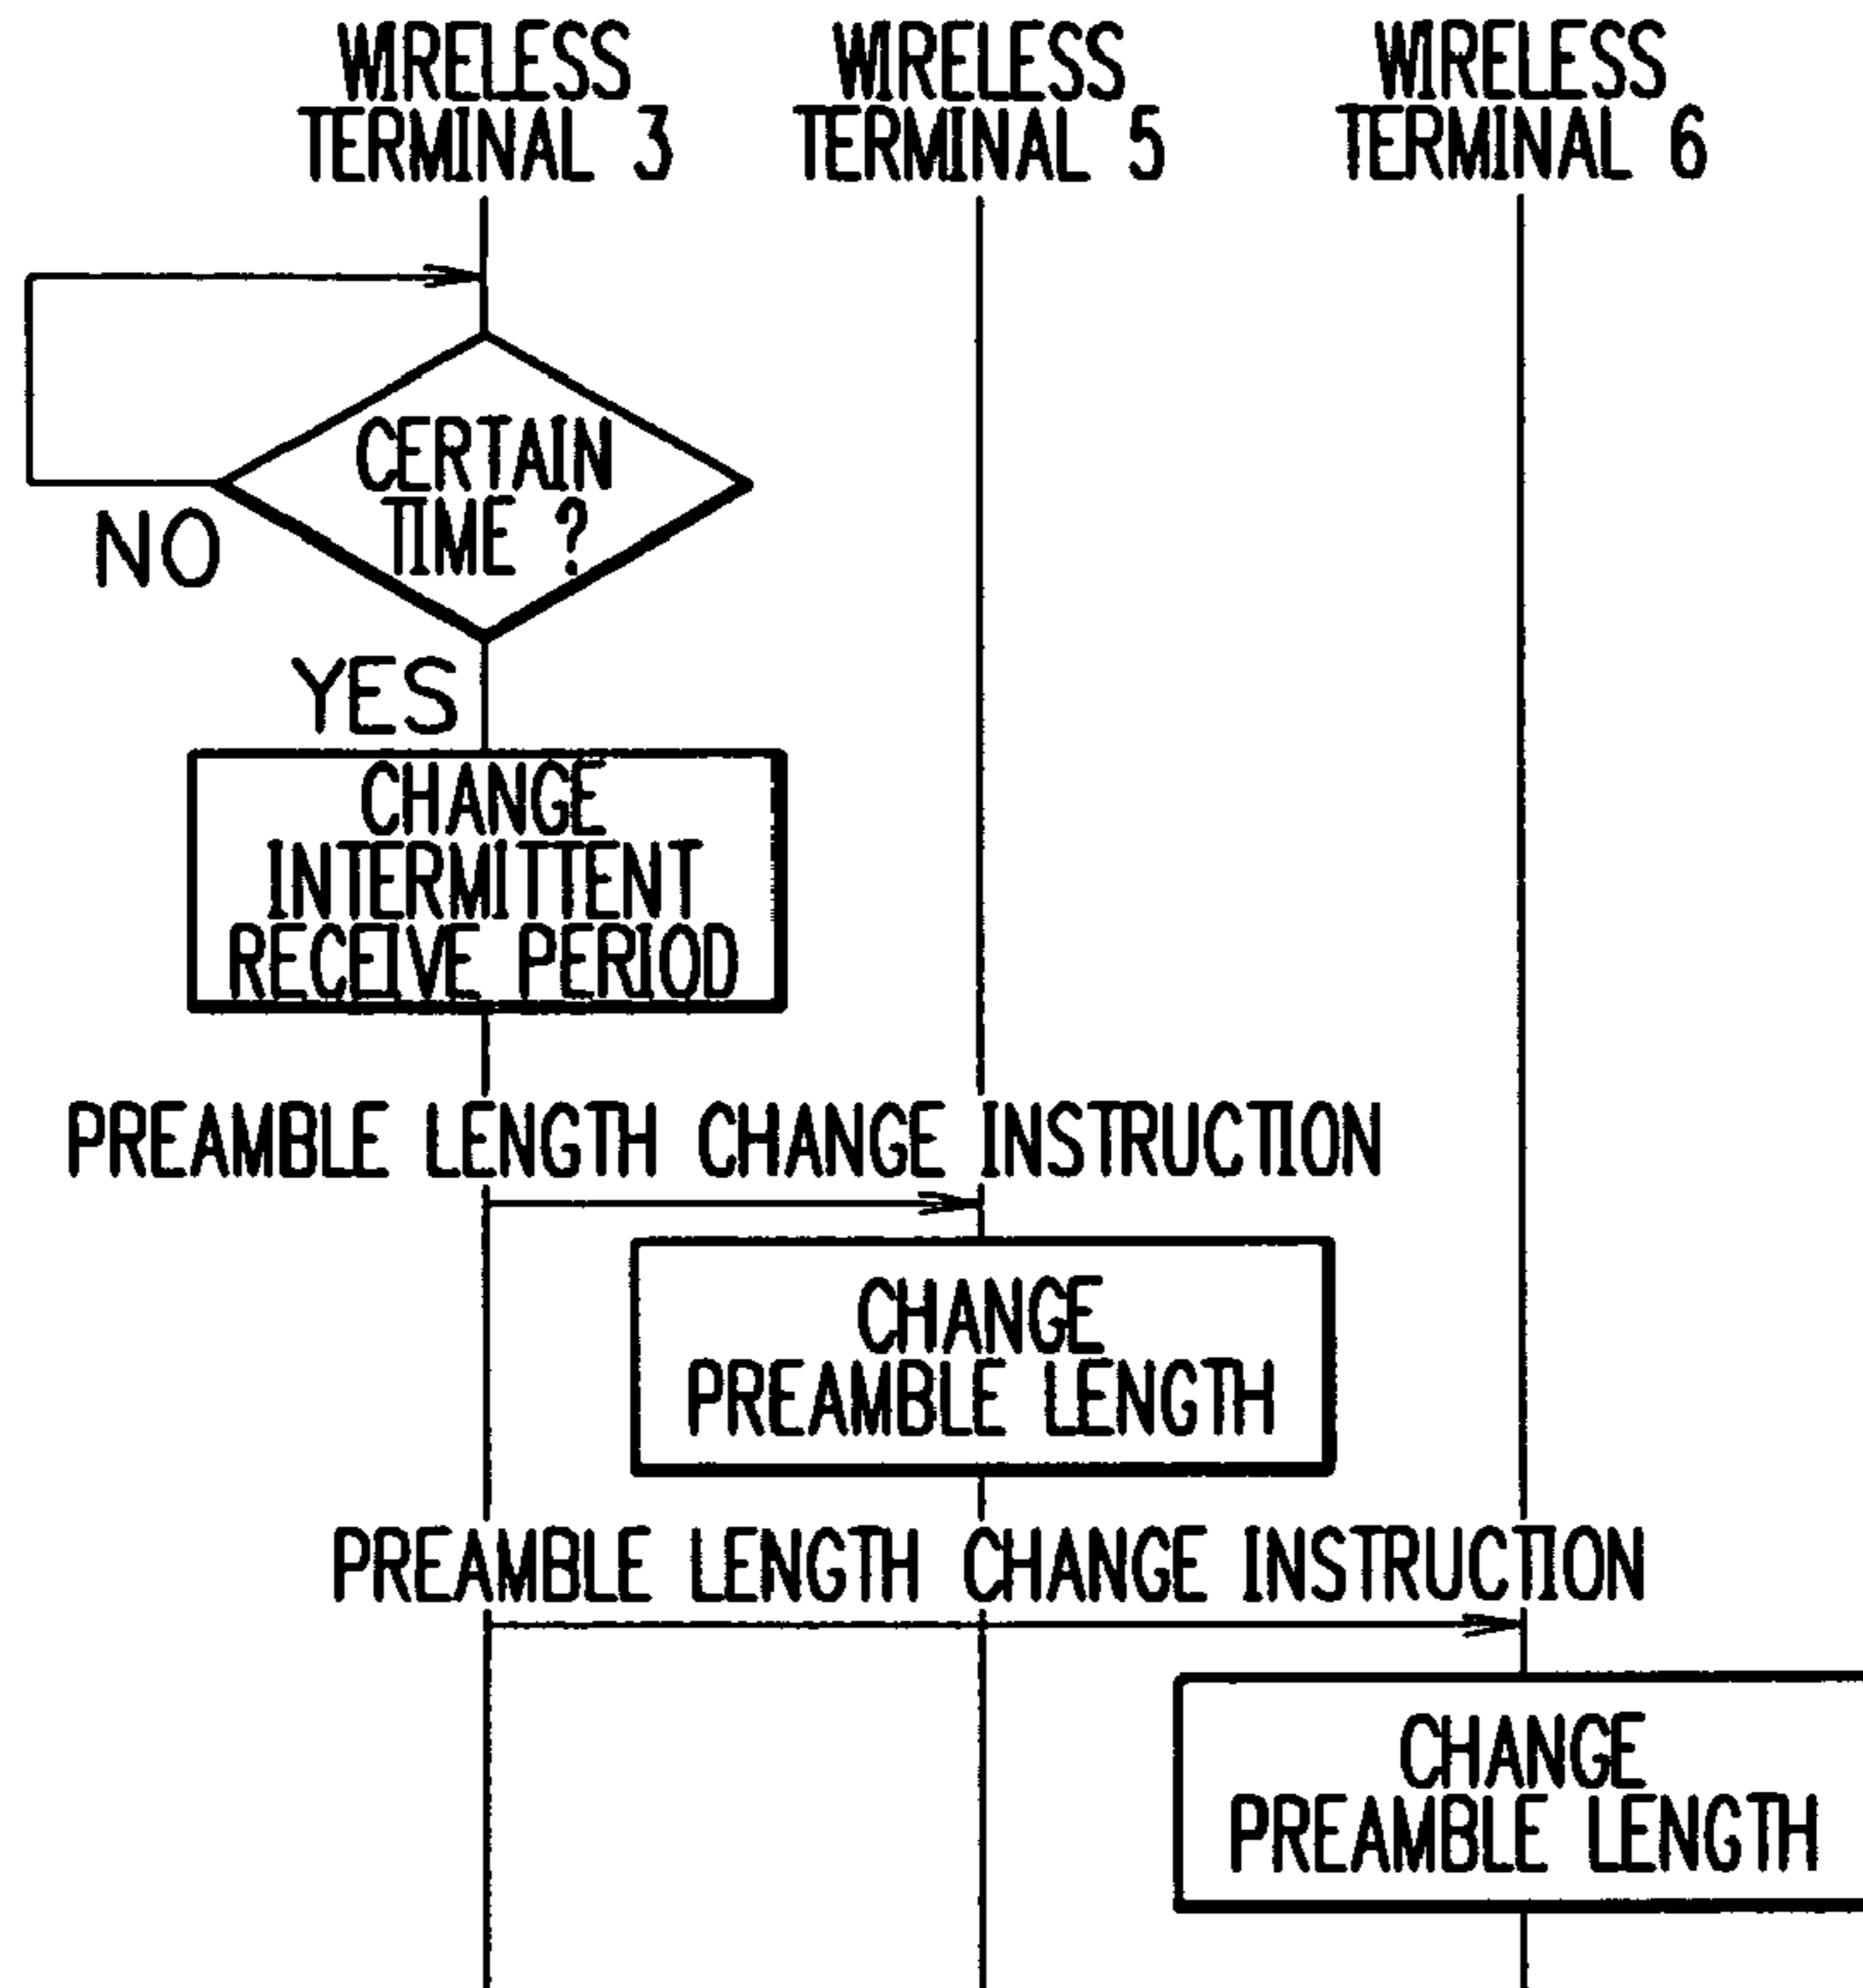 WIRELESS
TERMINAL 3
WIRELESS
TERMINAL 5
WIRELESS
TERMINAL 6
CERTAIN
TIME ?
NO
YES
CHANGE
INTERMITTENT
RECEIVE PERIOD
PREAMBLE LENGTH CHANGE INSTRUCTION
CHANGE
PREAMBLE LENGTH
PREAMBLE LENGTH CHANGE INSTRUCTION
CHANGE
PREAMBLE LENGTH